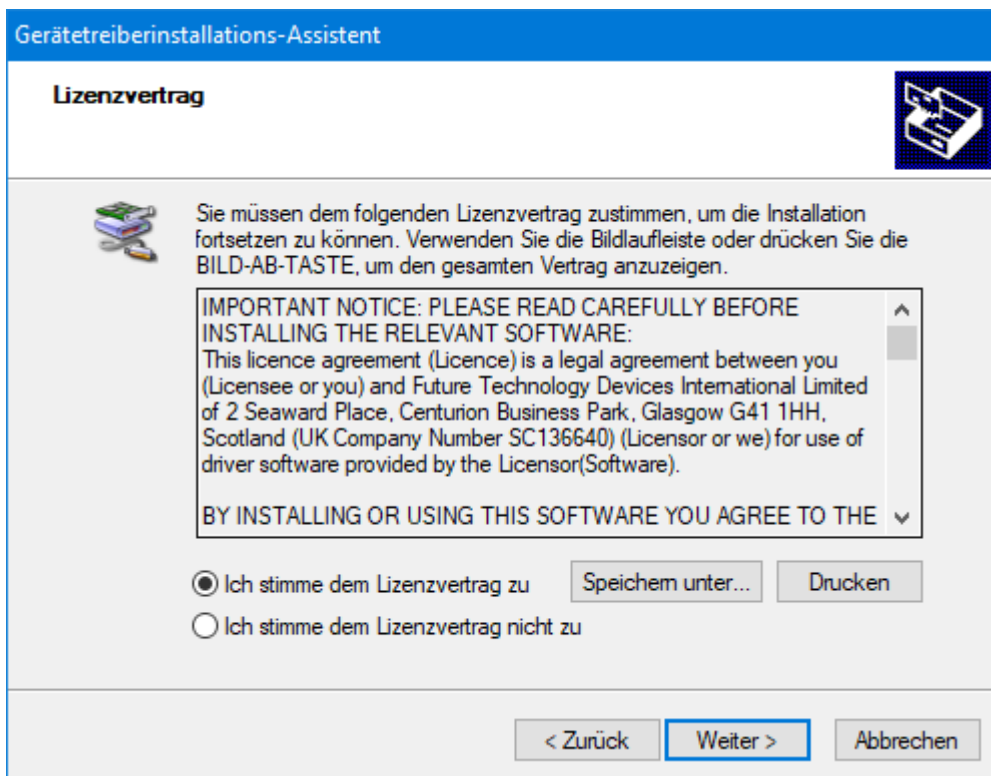 Gerätetreiberinstallations-Assistent
Lizenzvertrag
Sie müssen dem folgenden Lizenzvertrag zustimmen, um die Installation
fortsetzen zu können. Verwenden Sie die Bildlaufleiste oder drücken Sie die
BILD-AB-TASTE, um den gesamten Vertrag anzuzeigen.
IMPORTANT NOTICE: PLEASE READ CAREFULLY BEFORE
INSTALLING THE RELEVANT SOFTWARE:
This licence agreement (Licence) is a legal agreement between you
(Licensee or you) and Future Technology Devices International Limited
of 2 Seaward Place, Centurion Business Park, Glasgow G41 1HH,
Scotland (UK Company Number SC136640) (Licensor or we) for use of
driver software provided by the Licensor(Software).
BY INSTALLING OR USING THIS SOFTWARE YOU AGREE TO THE
Ich stimme dem Lizenzvertrag zu
Speichern unter...
Drucken
Ich stimme dem Lizenzvertrag nicht zu
< Zurück
Weiter >
Abbrechen